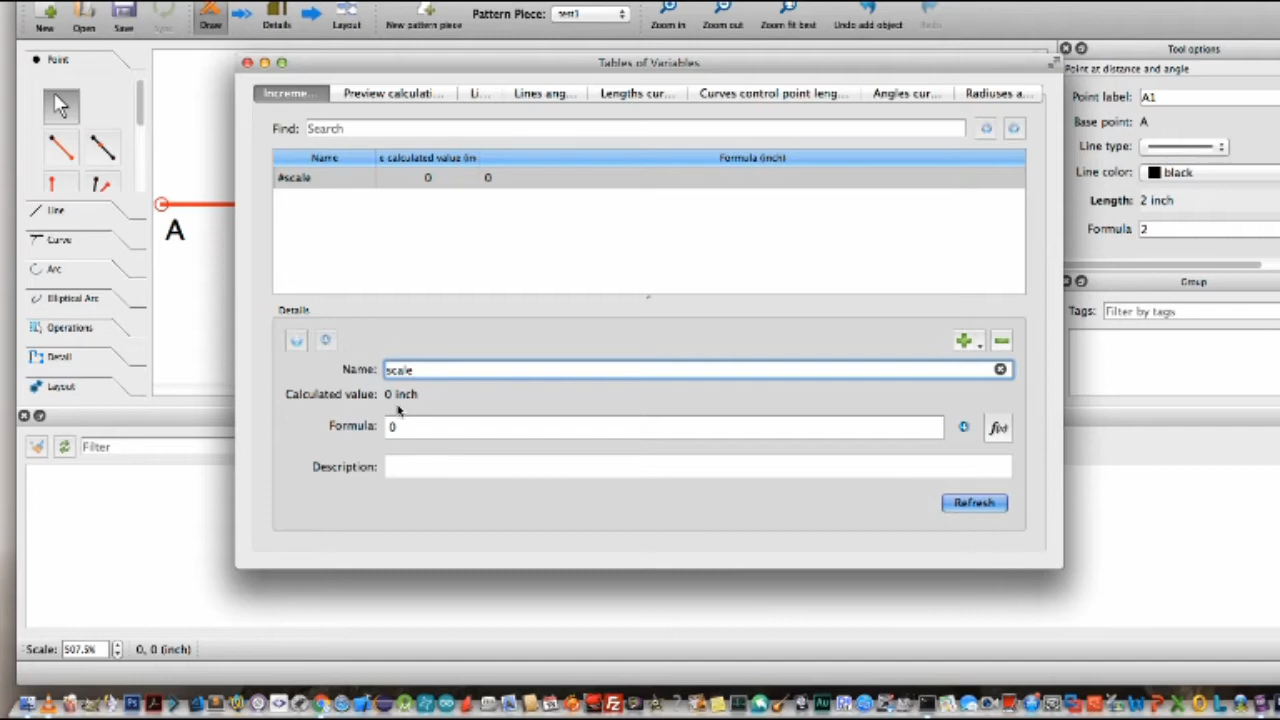 New Open Save Draw Details Layout New pattern piece Pattern Piece: test1 Zoom in Zoom out Zoom fit best Undo add object
Point
Tables of Variables
Tool options
Point at distance and angle
Increme... Preview calculati... Li... Lines ang... Lengths cur... Curves control point leng... Angles cur... Radiuses a...
Point label: A1
Find: Search
Base point: A
Line type:
Name e calculated value (in Formula (inch)
Line color: black
#scale 0 0
Length: 2 inch
Line
A
Formula 2
Curve
Arc
Group
Elliptical Arc
Details
Tags: Filter by tags
Operations
Detail
Name: scale
Layout
Calculated value: 0 inch
Formula: 0 f(x)
Filter
Description:
Refresh
Scale: 507.5% 0, 0 (inch)